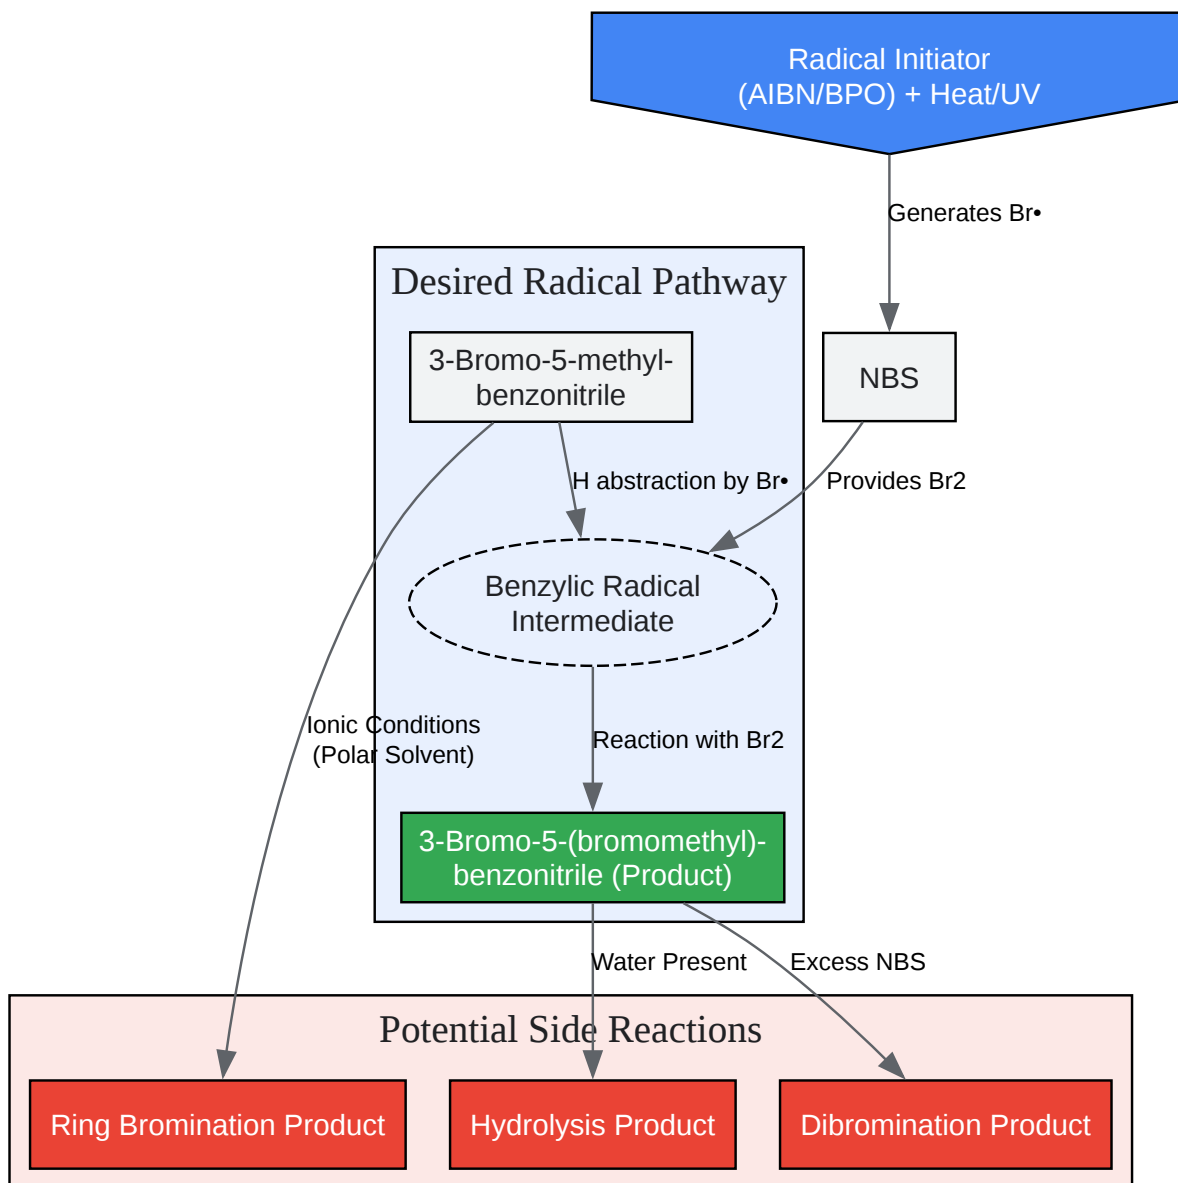 Radical Initiator
(AIBN/BPO) + Heat/UV
Generates Br•
Desired Radical Pathway
3-Bromo-5-methyl-
benzonitrile
NBS
H abstraction by Br•
Provides Br2
Benzylic Radical
Intermediate
Ionic Conditions
(Polar Solvent)
Reaction with Br2
3-Bromo-5-(bromomethyl)-
benzonitrile (Product)
Water Present
Excess NBS
Potential Side Reactions
Ring Bromination Product
Hydrolysis Product
Dibromination Product